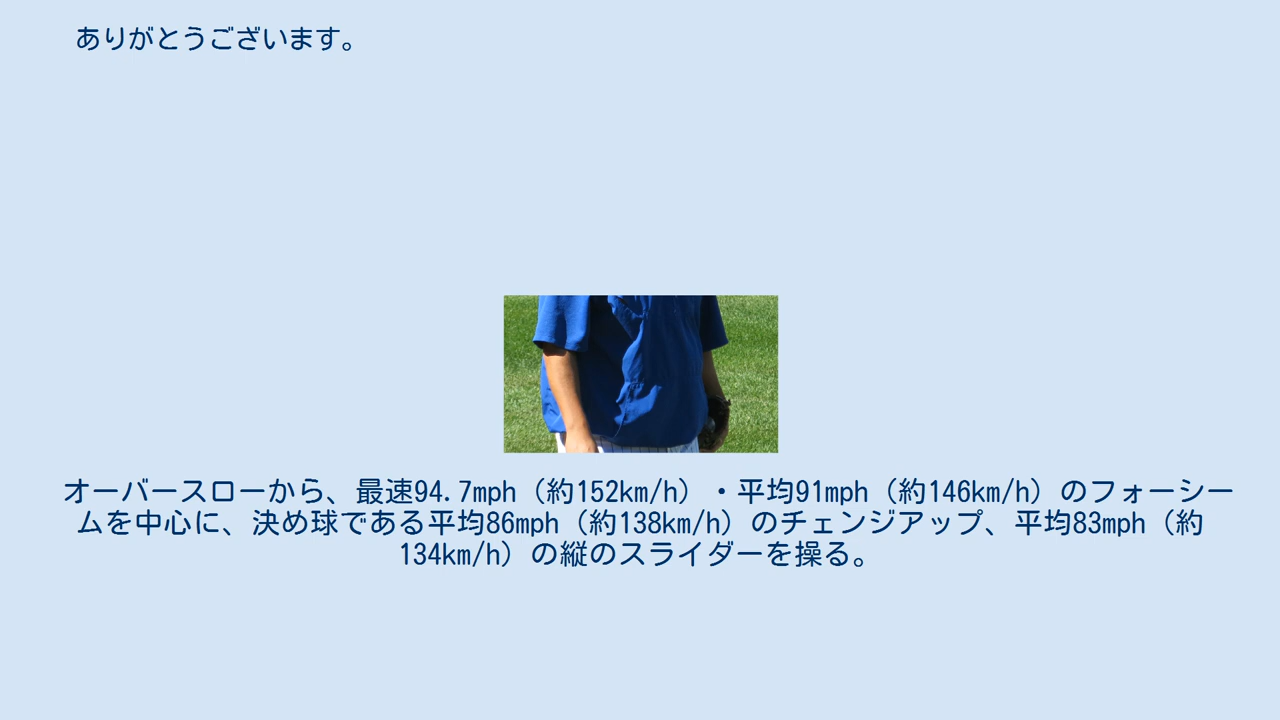 ありがとうございます。
オーバースローから、最速94.7mph（約152km/h）・平均91mph（約146km/h）のフォーシー
ムを中心に、決め球である平均86mph（約138km/h）のチェンジアップ、平均83mph（約
134km/h）の縦のスライダーを操る。